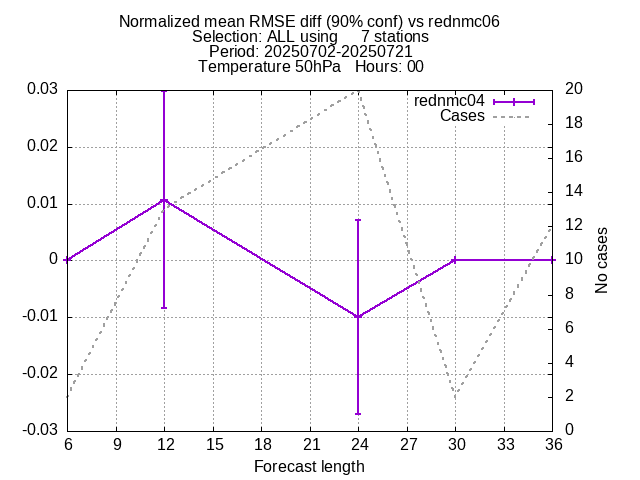 Normalized mean RMSE diff (90% conf) vs rednmc06
Selection: ALL using 7 stations
Period: 20250702-20250721
Temperature 50hPa Hours: 00
rednmc04
Cases
0.03
0.02
0.01
0
-0.01
-0.02
-0.03
20
18
16
14
12
10
8
6
4
2
0
No cases
6 9 12 15 18 21 24 27 30 33 36
Forecast length